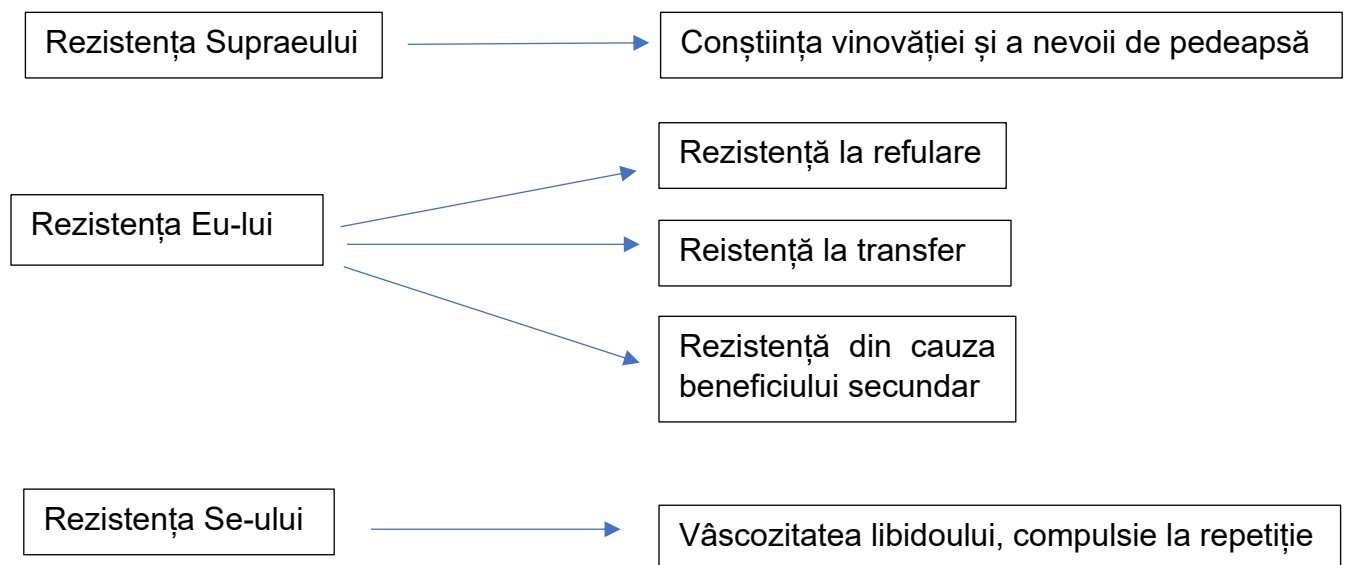 Rezistența Supraeului
Conștiința vinovăției și a nevoii de pedeapsă
Rezistență la refulare
Rezistența Eu-lui
Reistență la transfer
Rezistență din cauza
beneficiului secundar
Rezistența Se-ului
Vâscozitatea libidoului, compulsie la repetiție